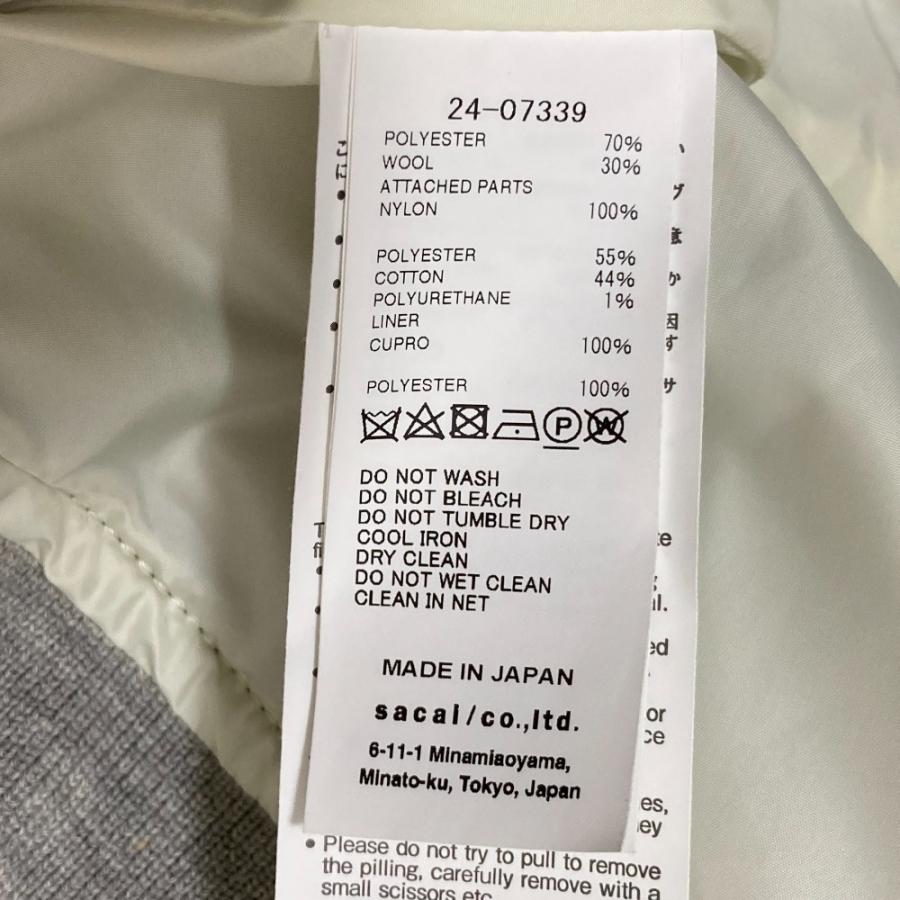 24-07339
POLYESTER 70%
WOOL 30%
ATTACHED PARTS
NYLON 100%
POLYESTER 55%
COTTON 44%
POLYURETHANE 1%
LINER
CUPRO 100%
POLYESTER 100%
P W
DO NOT WASH
DO NOT BLEACH
DO NOT TUMBLE DRY
COOL IRON
DRY CLEAN
DO NOT WET CLEAN
CLEAN IN NET
MADE IN JAPAN
sacai/co.,ltd.
6-11-1 Minamiaoyama,
Minato-ku, Tokyo, Japan
• Please do not try to pull to remove
the pilling, carefully remove with a
small scissors etc